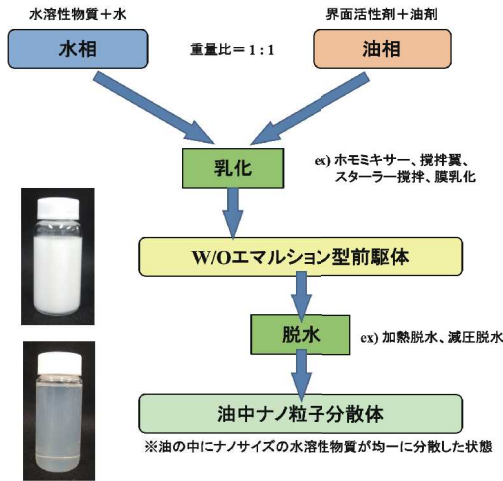 水溶性物質+水
界面活性剤+油剤
水相
重量比=1:1
油相
乳化
ex) ホモミキサー、撹拌翼、
スターラー撹拌、膜乳化
W/Oエマルション型前駆体
脱水
ex) 加熱脱水、減圧脱水
油中ナノ粒子分散体
※油の中にナノサイズの水溶性物質が均一に分散した状態